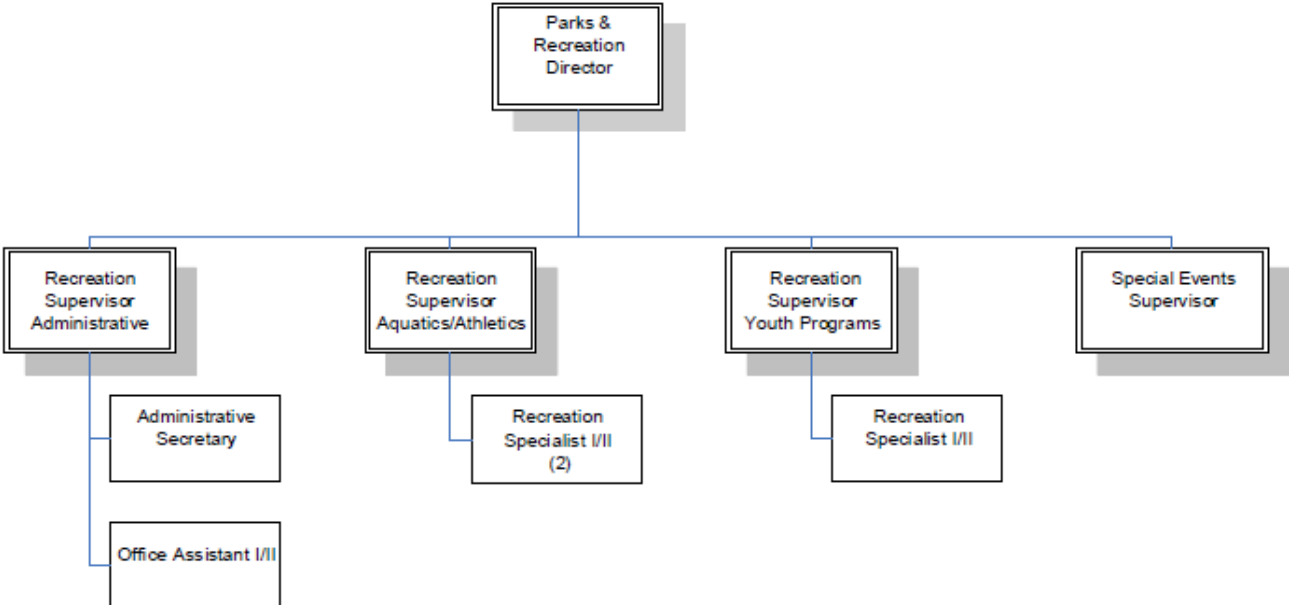 Parks &
Recreation
Director
Recreation
Supervisor
Administrative
Recreation
Supervisor
Aquatics/Athletics
Recreation
Supervisor
Youth Programs
Special Events
Supervisor
Administrative
Secretary
Recreation
Specialist I/II
(2)
Recreation
Specialist I/II
Office Assistant I/II